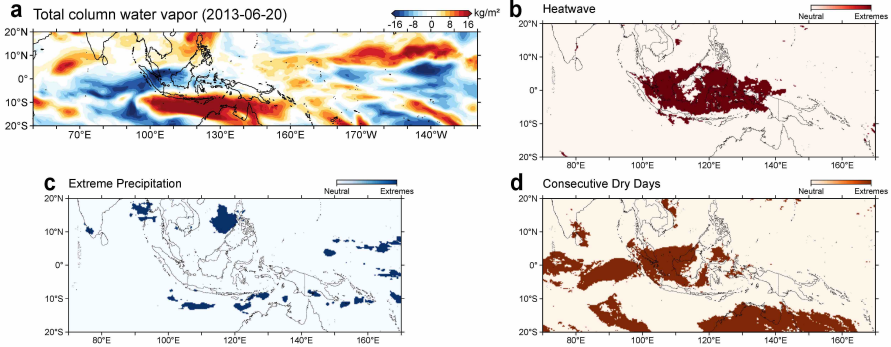 a Total column water vapor (2013-06-20) kg/m²
-16 -8 0 8 16
20°N
10°N
0°
10°S
20°S
70°E 100°E 130°E 160°E 170°W 140°W
b Heatwave
Neutral Extremes
20°N
10°N
0°
10°S
20°S
80°E 100°E 120°E 140°E 160°E
c Extreme Precipitation
Neutral Extremes
20°N
10°N
0°
10°S
20°S
80°E 100°E 120°E 140°E 160°E
d Consecutive Dry Days
Neutral Extremes
20°N
10°N
0°
10°S
20°S
80°E 100°E 120°E 140°E 160°E